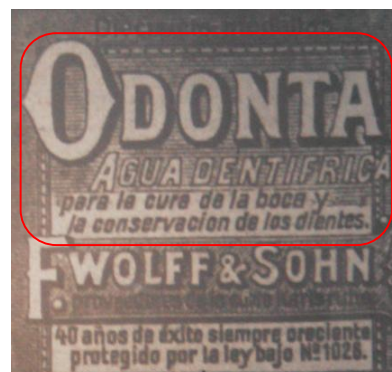 ODONTA
AGUA DENTIFRICA
para la cura de la boca y
la conservacion de los dientes.
F. WOLFF & SOHN
40 años de éxito siempre creciente
protegido por la ley bajo Nº 1026.